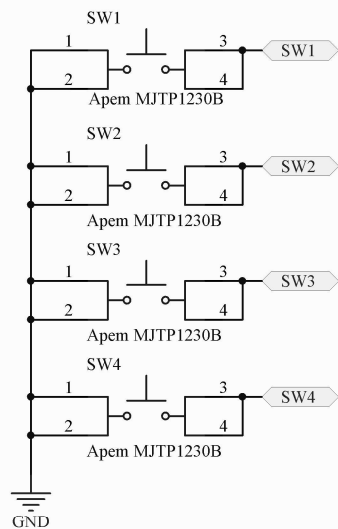 SW1
1 3 SW1
2 4
Apem MJTP1230B
SW2
1 3 SW2
2 4
Apem MJTP1230B
SW3
1 3 SW3
2 4
Apem MJTP1230B
SW4
1 3 SW4
2 4
Apem MJTP1230B
GND